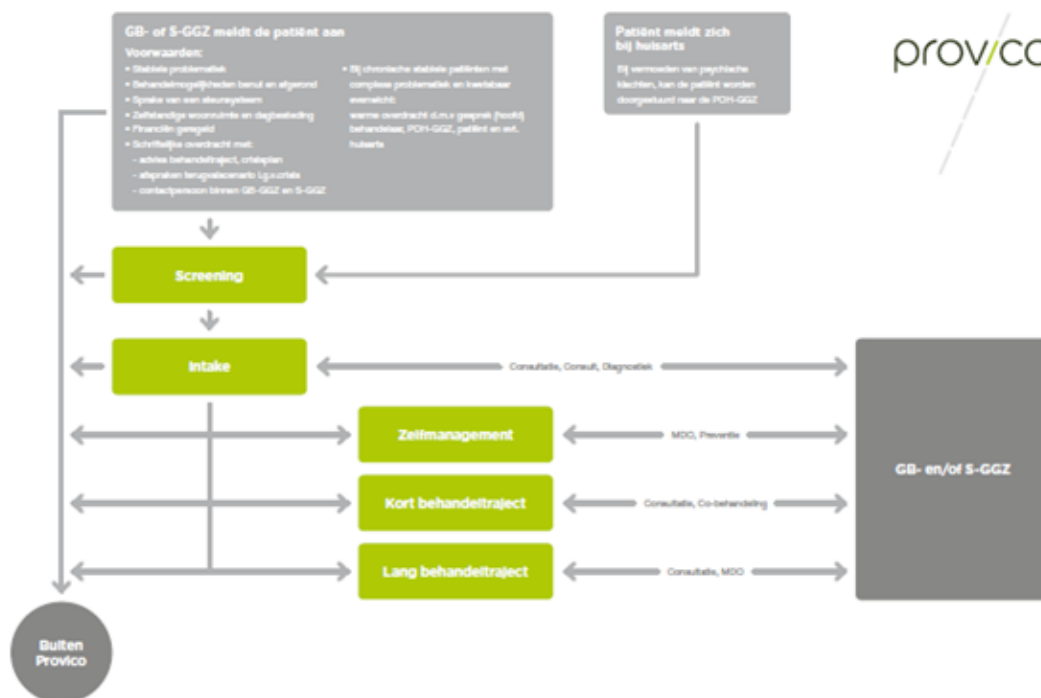 GB- of S-GGZ meldt de patiënt aan
Voorwaarden:
• Stabiele problematiek
• Behandelmogelijkheden benut en afgerond
• Sprake van een steunsysteem
• Zelfstandige woonruimte en dagbesteding
• Financiën geregeld
• Schriftelijke overdracht met:
- advies behandeltraject, crisisplan
- afspraken terugvalscenario i.g.v.crisis
- contactpersoon binnen GB-GGZ en S-GGZ
• Bij chronische stabiele patiënten met
complexe problematiek en kwetsbaar
evenwicht:
warme overdracht d.m.v gesprek (hoofd)
behandelaar, POH-GGZ, patiënt en evt.
huisarts
Patiënt meldt zich
bij huisarts
Bij vermoeden van psychische
klachten, kan de patiënt worden
doorgestuurd naar de POH-GGZ
provico
Screening
Intake
Consultatie, Consult, Diagnostiek
Zelfmanagement
MDO, Preventie
GB- en/of S-GGZ
Kort behandeltraject
Consultatie, Co-behandeling
Lang behandeltraject
Consultatie, MDO
Buiten
Provico